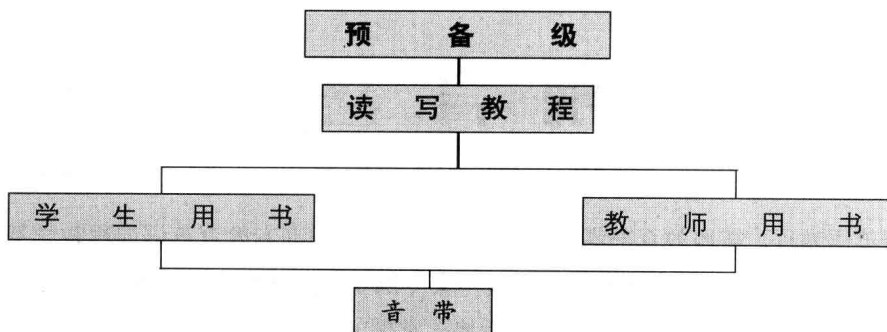 预备级
读写教程
学生用书
教师用书
音带